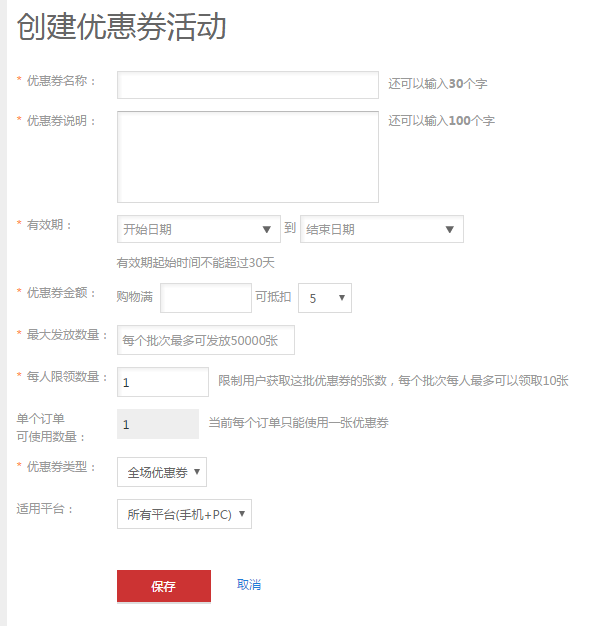 创建优惠券活动
* 优惠券名称： 还可以输入30个字
* 优惠券说明： 还可以输入100个字
* 有效期： 开始日期 ▼ 到 结束日期 ▼
有效期起始时间不能超过30天
* 优惠券金额： 购物满 可抵扣 5 ▼
* 最大发放数量： 每个批次最多可发放50000张
* 每人限领数量： 1 限制用户获取这批优惠券的张数，每个批次每人最多可以领取10张
单个订单
可使用数量： 1 当前每个订单只能使用一张优惠券
* 优惠券类型： 全场优惠券 ▼
适用平台： 所有平台(手机+PC) ▼
保存 取消